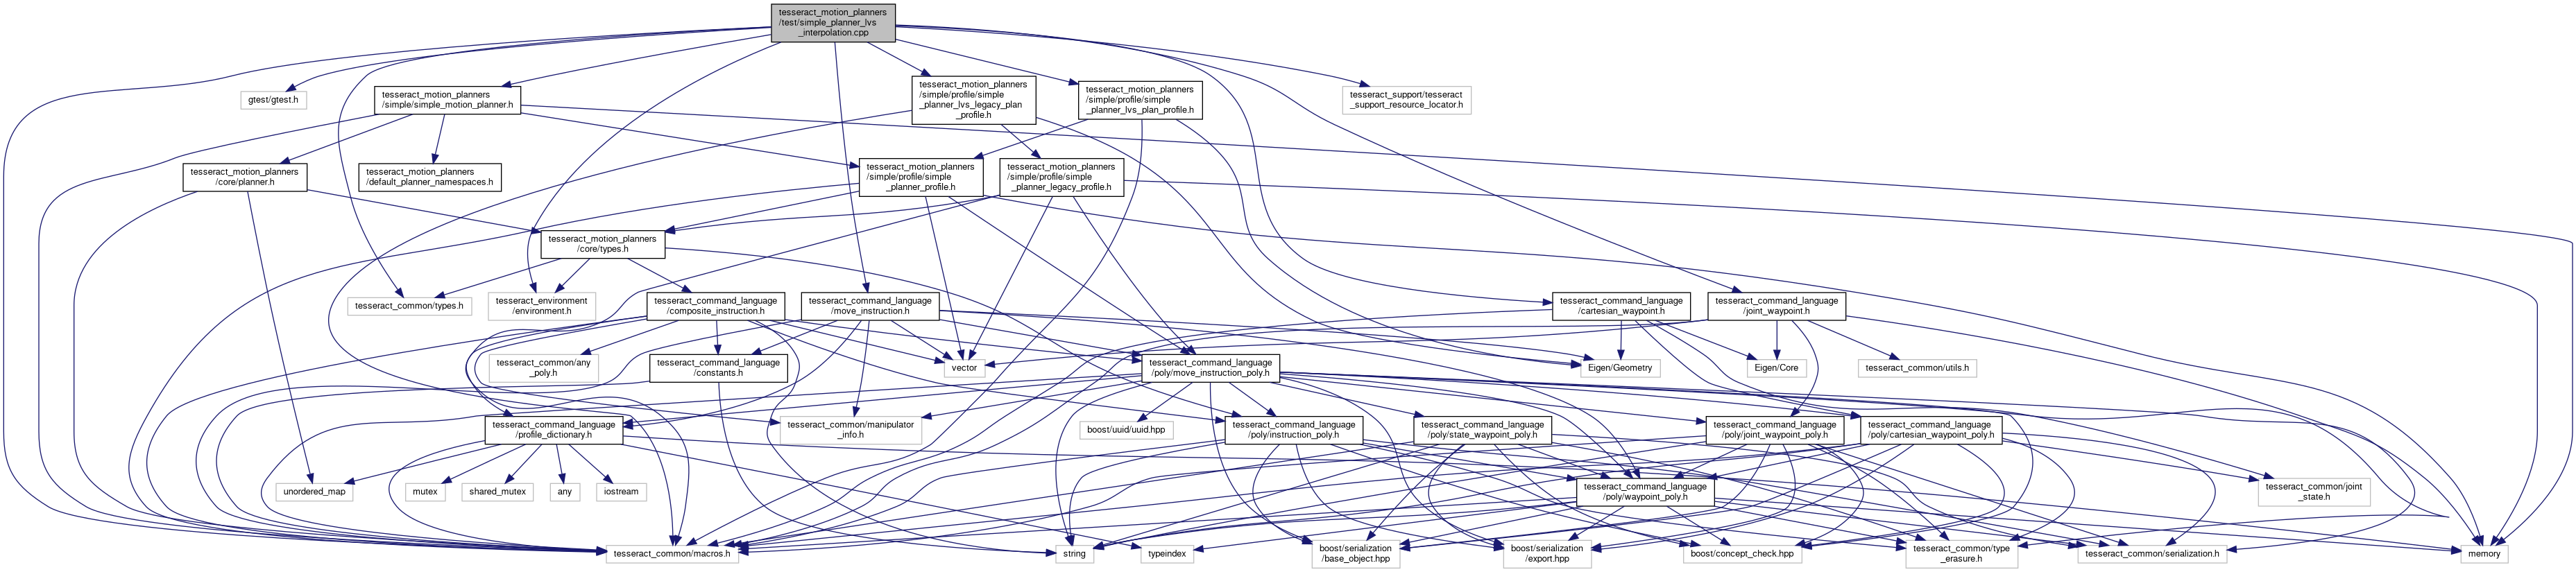 tesseract_motion_planners
/test/simple_planner_lvs
_interpolation.cpp
gtest/gtest.h
tesseract_motion_planners
/simple/simple_motion_planner.h
tesseract_motion_planners
/simple/profile/simple
_planner_lvs_legacy_plan
_profile.h
tesseract_motion_planners
/simple/profile/simple
_planner_lvs_plan_profile.h
tesseract_support/tesseract
_support_resource_locator.h
tesseract_motion_planners
/core/planner.h
tesseract_motion_planners
/default_planner_namespaces.h
tesseract_motion_planners
/simple/profile/simple
_planner_profile.h
tesseract_motion_planners
/simple/profile/simple
_planner_legacy_profile.h
tesseract_motion_planners
/core/types.h
tesseract_common/types.h
tesseract_environment
/environment.h
tesseract_command_language
/composite_instruction.h
tesseract_command_language
/move_instruction.h
tesseract_command_language
/cartesian_waypoint.h
tesseract_command_language
/joint_waypoint.h
tesseract_common/any
_poly.h
tesseract_command_language
/constants.h
vector
tesseract_command_language
/poly/move_instruction_poly.h
Eigen/Geometry
Eigen/Core
tesseract_common/utils.h
tesseract_command_language
/profile_dictionary.h
tesseract_common/manipulator
_info.h
boost/uuid/uuid.hpp
tesseract_command_language
/poly/instruction_poly.h
tesseract_command_language
/poly/state_waypoint_poly.h
tesseract_command_language
/poly/joint_waypoint_poly.h
tesseract_command_language
/poly/cartesian_waypoint_poly.h
unordered_map
mutex
shared_mutex
any
iostream
tesseract_command_language
/poly/waypoint_poly.h
tesseract_common/joint
_state.h
tesseract_common/macros.h
string
typeindex
boost/serialization
/base_object.hpp
boost/serialization
/export.hpp
boost/concept_check.hpp
tesseract_common/type
_erasure.h
tesseract_common/serialization.h
memory